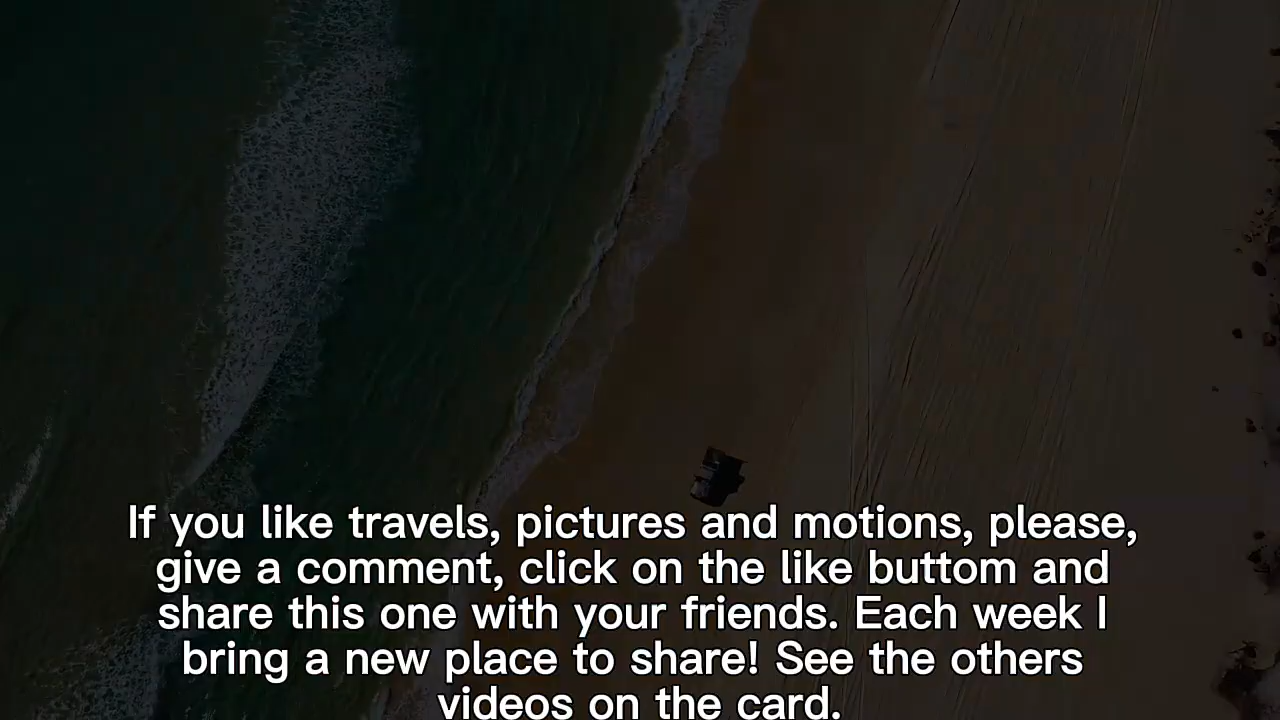 If you like travels, pictures and motions, please,
give a comment, click on the like buttom and
share this one with your friends. Each week I
bring a new place to share! See the others
videos on the card.